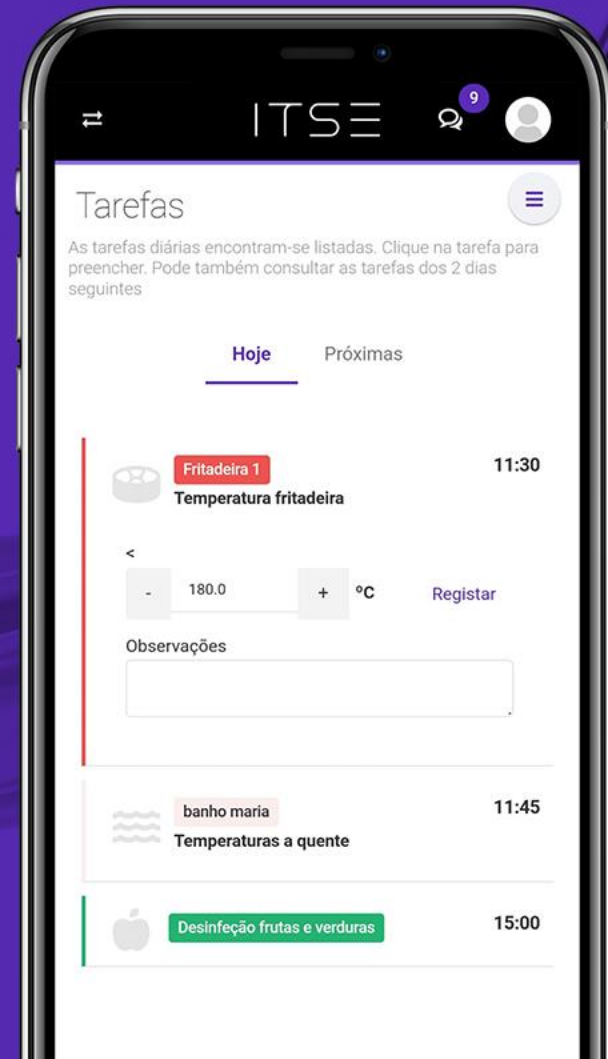 ITSE
9
Tarefas
As tarefas diárias encontram-se listadas. Clique na tarefa para
preencher. Pode também consultar as tarefas dos 2 dias
seguintes
Hoje Próximas
Fritadeira 1 11:30
Temperatura fritadeira
<
- 180.0 + ºC Registar
Observações
banho maria 11:45
Temperaturas a quente
Desinfeção frutas e verduras 15:00